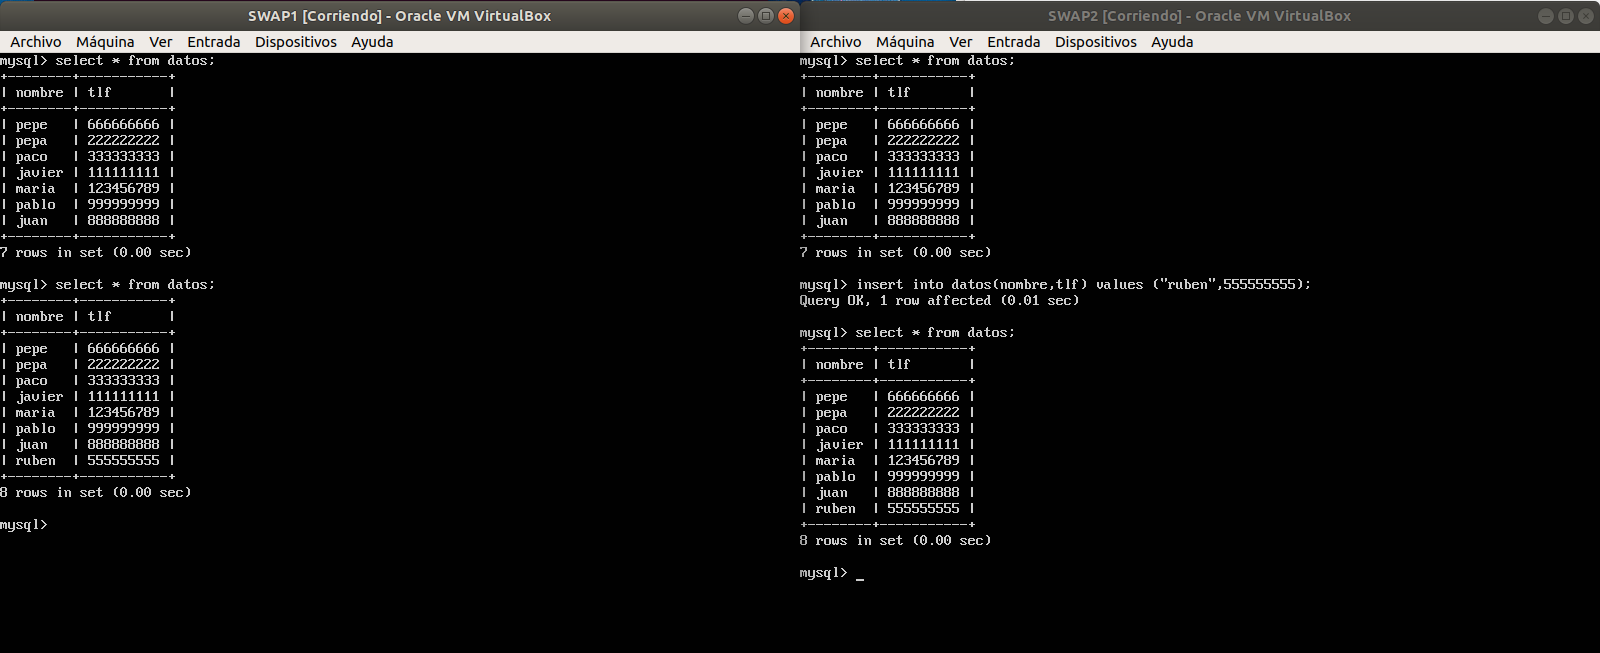 SWAP1 [Corriendo] - Oracle VM VirtualBox
Archivo Máquina Ver Entrada Dispositivos Ayuda
mysql> select * from datos;
+--------+-----------+
| nombre | tlf       |
+--------+-----------+
| pepe   | 666666666 |
| pepa   | 222222222 |
| paco   | 333333333 |
| javier | 111111111 |
| maria  | 123456789 |
| pablo  | 999999999 |
| juan   | 888888888 |
+--------+-----------+
7 rows in set (0.00 sec)
mysql> select * from datos;
+--------+-----------+
| nombre | tlf       |
+--------+-----------+
| pepe   | 666666666 |
| pepa   | 222222222 |
| paco   | 333333333 |
| javier | 111111111 |
| maria  | 123456789 |
| pablo  | 999999999 |
| juan   | 888888888 |
| ruben  | 555555555 |
+--------+-----------+
8 rows in set (0.00 sec)
mysql>
SWAP2 [Corriendo] - Oracle VM VirtualBox
Archivo Máquina Ver Entrada Dispositivos Ayuda
mysql> select * from datos;
+--------+-----------+
| nombre | tlf       |
+--------+-----------+
| pepe   | 666666666 |
| pepa   | 222222222 |
| paco   | 333333333 |
| javier | 111111111 |
| maria  | 123456789 |
| pablo  | 999999999 |
| juan   | 888888888 |
+--------+-----------+
7 rows in set (0.00 sec)
mysql> insert into datos(nombre,tlf) values ("ruben",555555555);
Query OK, 1 row affected (0.01 sec)
mysql> select * from datos;
+--------+-----------+
| nombre | tlf       |
+--------+-----------+
| pepe   | 666666666 |
| pepa   | 222222222 |
| paco   | 333333333 |
| javier | 111111111 |
| maria  | 123456789 |
| pablo  | 999999999 |
| juan   | 888888888 |
| ruben  | 555555555 |
+--------+-----------+
8 rows in set (0.00 sec)
mysql> _